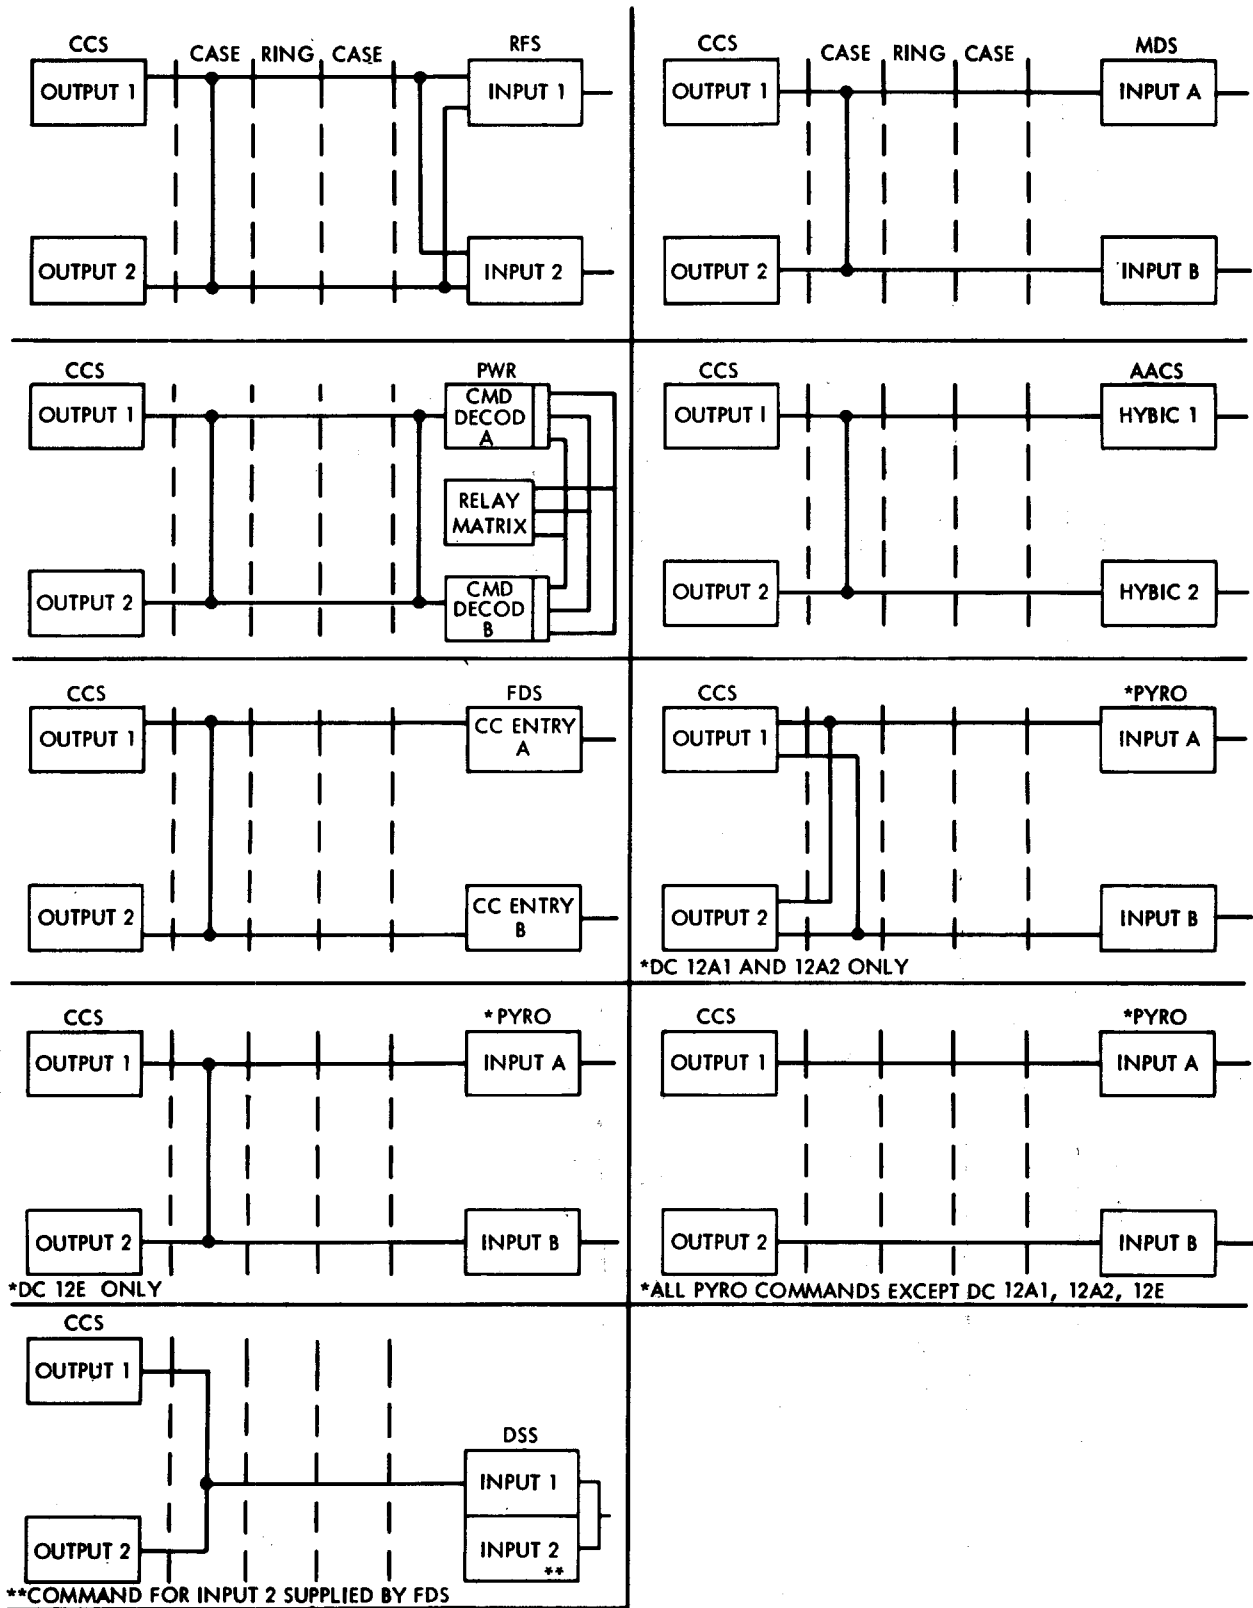 CCS
CASE
RING
CASE
RFS
OUTPUT 1
INPUT 1
OUTPUT 2
INPUT 2
CCS
CASE
RING
CASE
MDS
OUTPUT 1
INPUT A
OUTPUT 2
INPUT B
CCS
PWR
OUTPUT 1
CMD
DECOD
A
RELAY
MATRIX
OUTPUT 2
CMD
DECOD
B
CCS
AACS
OUTPUT 1
HYBIC 1
OUTPUT 2
HYBIC 2
CCS
FDS
OUTPUT 1
CC ENTRY
A
OUTPUT 2
CC ENTRY
B
CCS
*PYRO
OUTPUT 1
INPUT A
OUTPUT 2
INPUT B
*DC 12A1 AND 12A2 ONLY
CCS
*PYRO
OUTPUT 1
INPUT A
OUTPUT 2
INPUT B
*DC 12E ONLY
CCS
*PYRO
OUTPUT 1
INPUT A
OUTPUT 2
INPUT B
*ALL PYRO COMMANDS EXCEPT DC 12A1, 12A2, 12E
CCS
OUTPUT 1
DSS
INPUT 1
OUTPUT 2
INPUT 2
**
**COMMAND FOR INPUT 2 SUPPLIED BY FDS